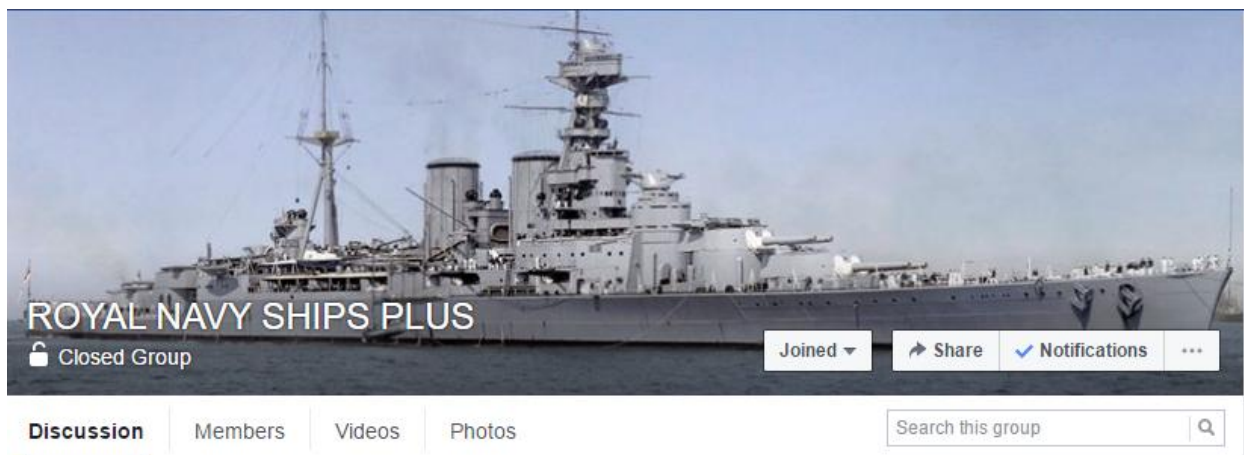 ROYAL NAVY SHIPS PLUS
Closed Group
Joined
Share
Notifications
Discussion
Members
Videos
Photos
Search this group